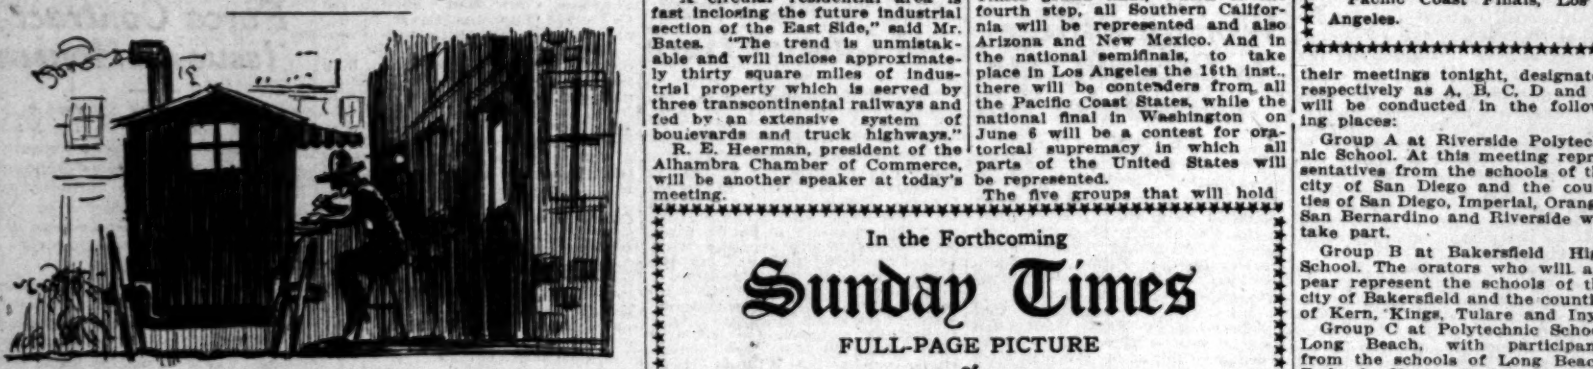 fast inclosing the future industrial
section of the East Side," said Mr.
Bates. "The trend is unmistak-
able and will inclose approximate-
ly thirty square miles of indus-
trial property which is served by
three transcontinental railways and
fed by an extensive system of
boulevards and truck highways."
R. E. Heerman, president of the
Alhambra Chamber of Commerce,
will be another speaker at today's
meeting.
fourth step, all Southern Califor-
nia will be represented and also
Arizona and New Mexico. And in
the national semifinals, to take
place in Los Angeles the 16th inst.,
there will be contenders from all
the Pacific Coast States, while the
national final in Washington on
June 6 will be a contest for ora-
torical supremacy in which all
parts of the United States will
be represented.
The five groups that will hold
In the Forthcoming
Sunday Times
FULL-PAGE PICTURE
Pacific Coast Finals, Los
Angeles.
their meetings tonight, designat
respectively as A, B, C, D and
will be conducted in the follo
ing places:
Group A at Riverside Polytec
nic School. At this meeting repr
sentatives from the schools of t
city of San Diego and the cou
ties of San Diego, Imperial, Oran
San Bernardino and Riverside w
take part.
Group B at Bakersfield Hi
School. The orators who will a
pear represent the schools of t
city of Bakersfield and the counti
of Kern, Kings, Tulare and Iny
Group C at Polytechnic Schoo
Long Beach, with participan
from the schools of Long Beac